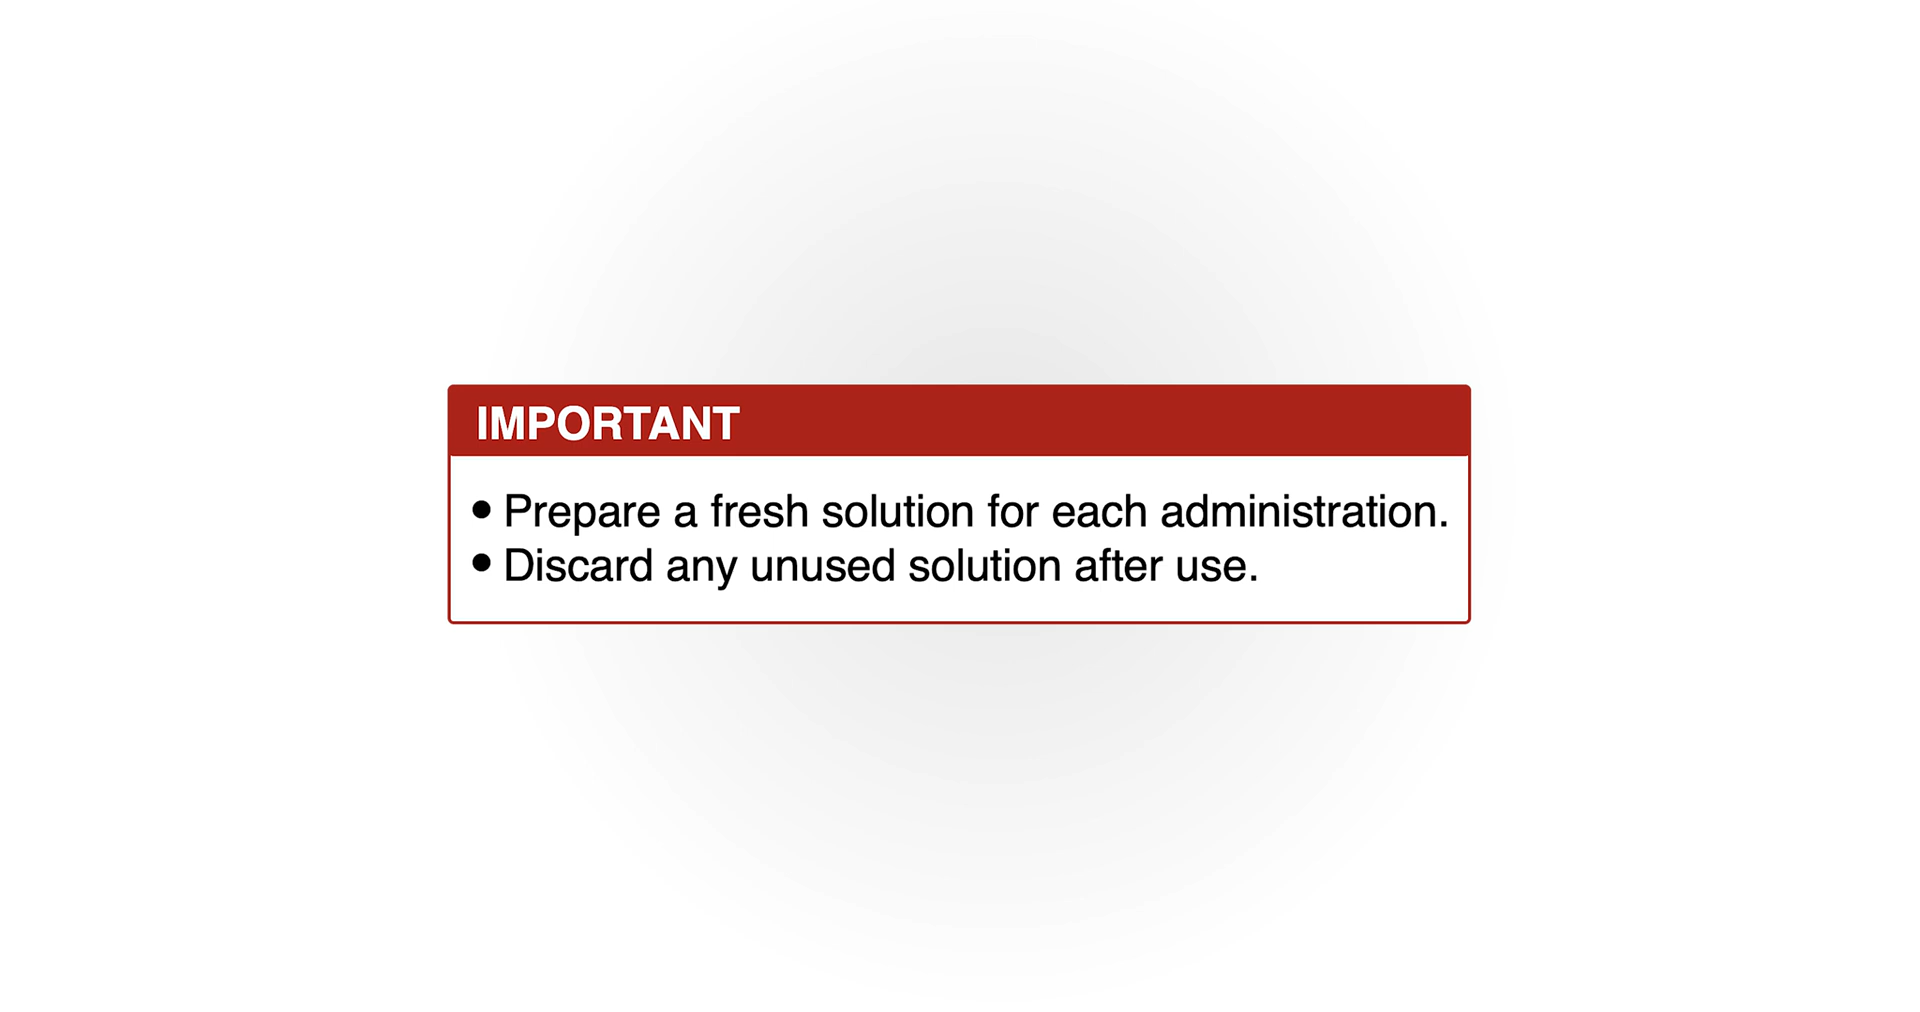 IMPORTANT
• Prepare a fresh solution for each administration.
• Discard any unused solution after use.